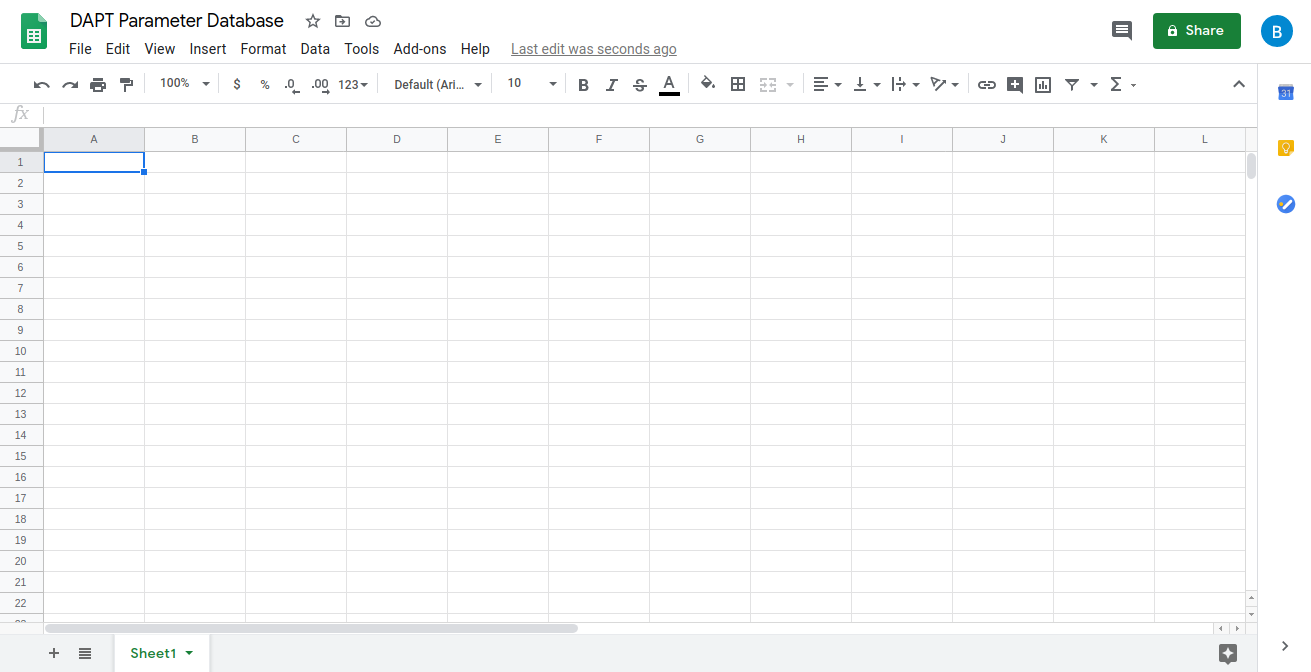 DAPT Parameter Database
File Edit View Insert Format Data Tools Add-ons Help Last edit was seconds ago
Share
B
100% $ % .0 .00 123 Default (Ari... 10 B I S A Σ
31
fx
A B C D E F G H I J K L
1
2
3
4
5
6
7
8
9
10
11
12
13
14
15
16
17
18
19
20
21
22
Sheet1